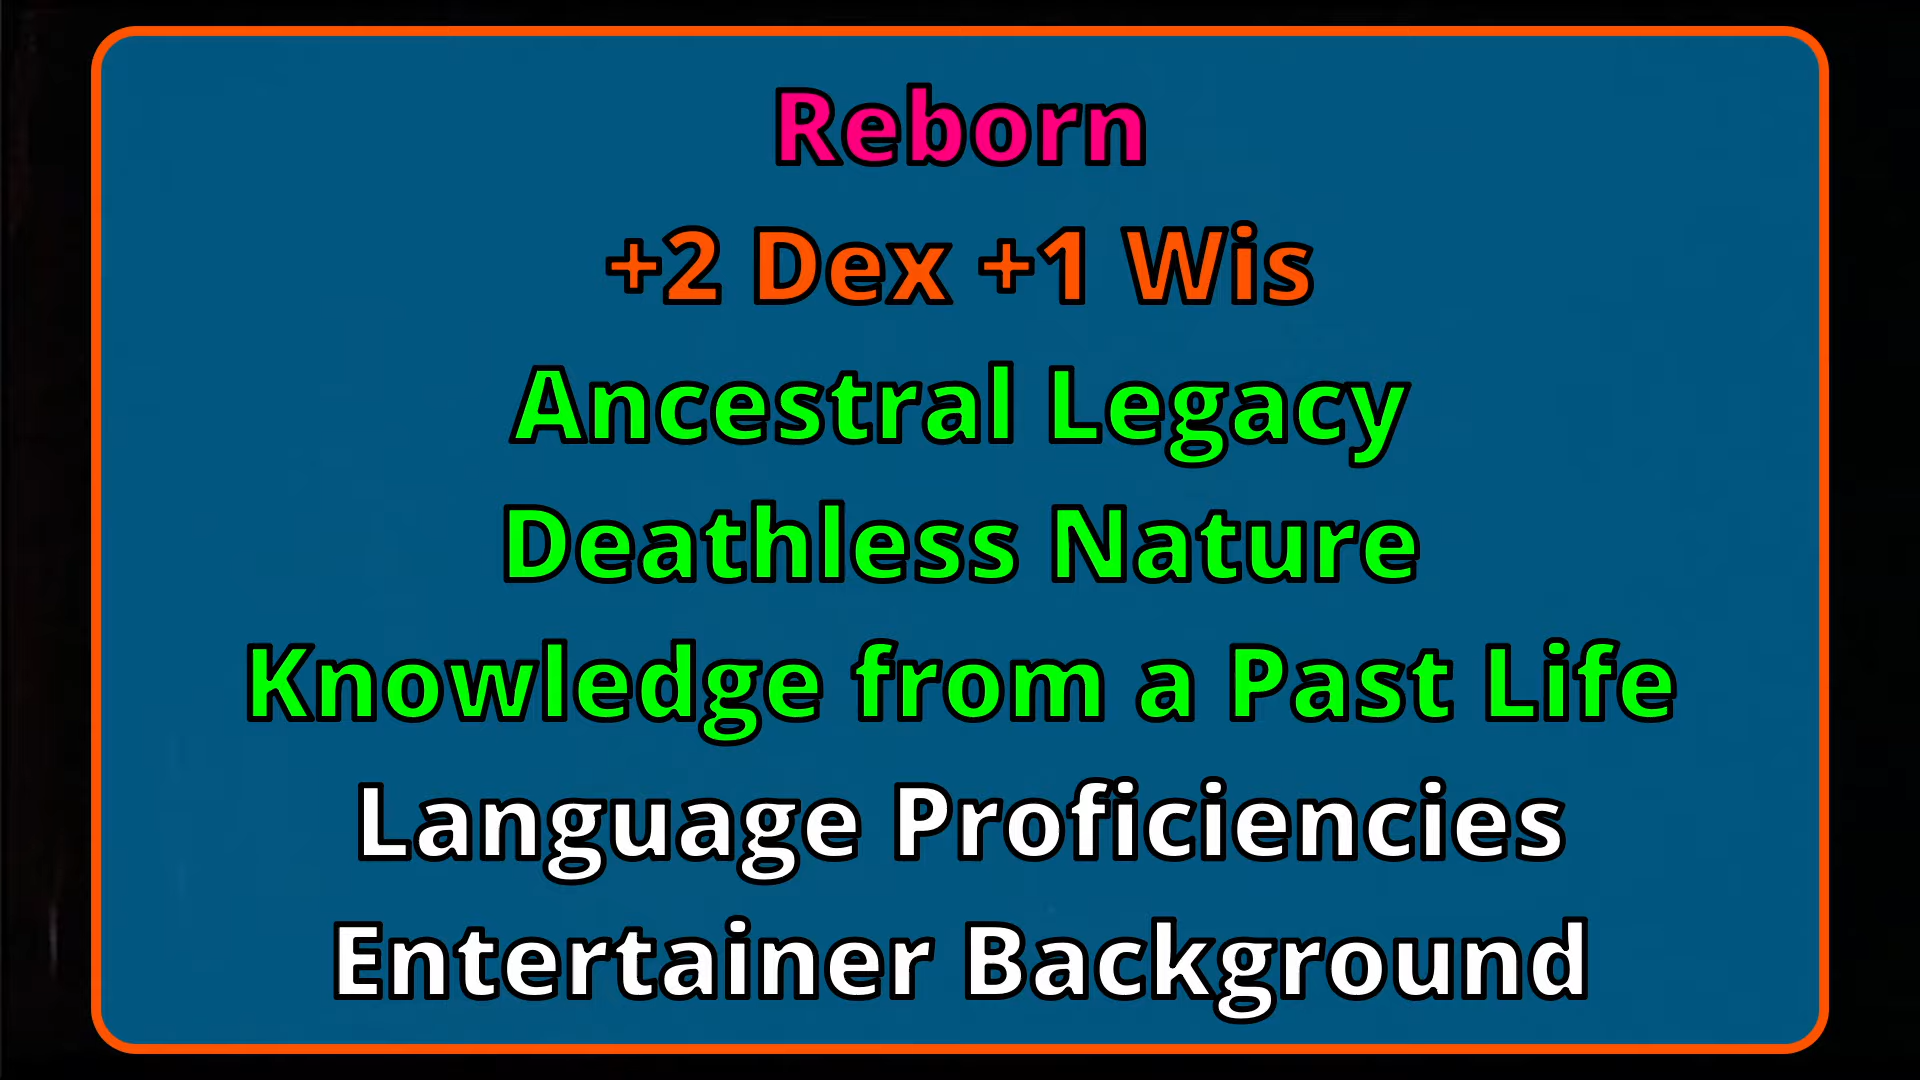 Reborn
+2 Dex +1 Wis
Ancestral Legacy
Deathless Nature
Knowledge from a Past Life
Language Proficiencies
Entertainer Background